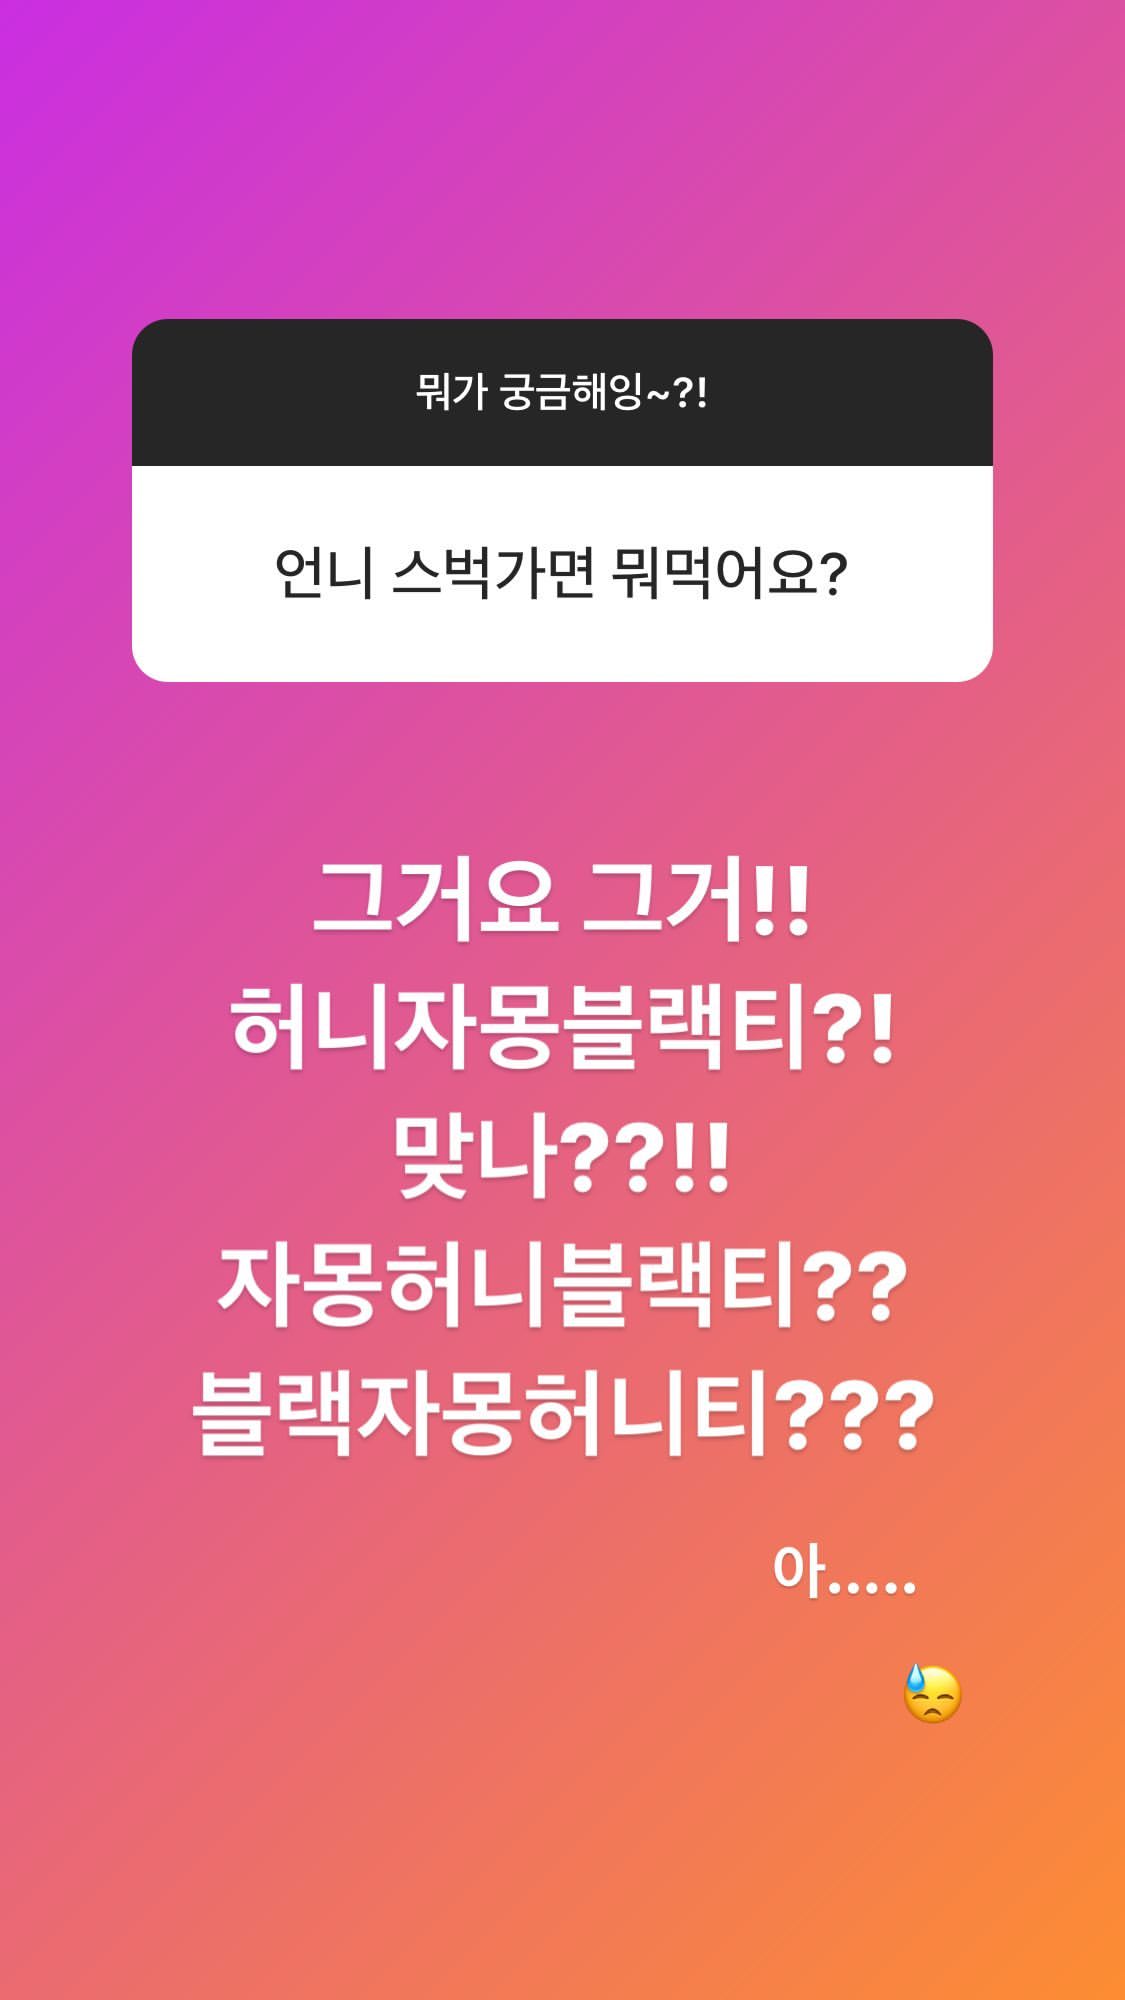 뭐가 궁금해잉~?!
언니 스벅가면 뭐먹어요?
그거요 그거!!
허니자몽블랙티?!
맞나??!!
자몽허니블랙티??
블랙자몽허니티???
아.....
😓